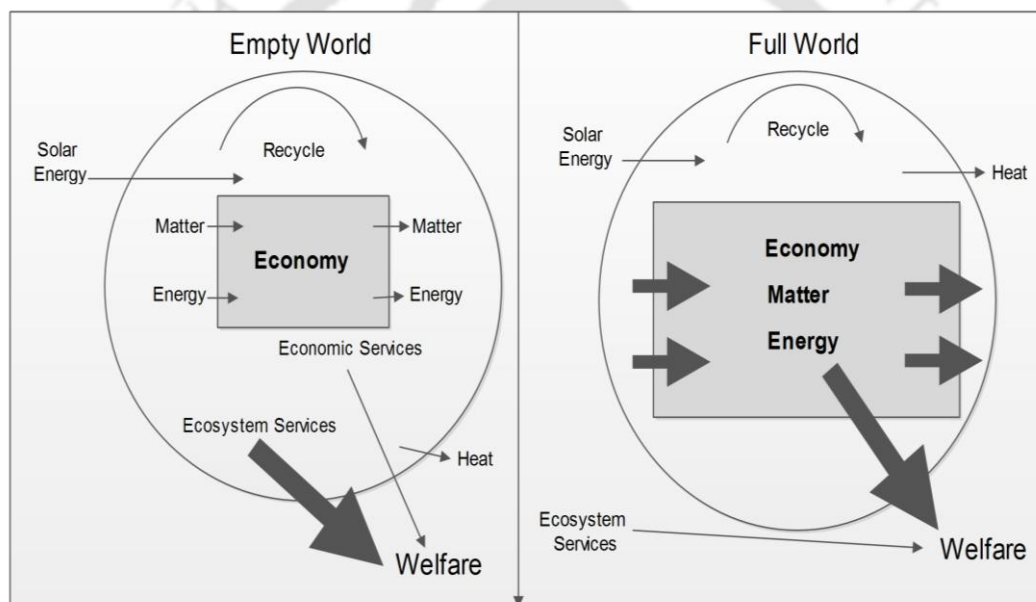 Empty World
Recycle
Solar
Energy
Matter
Matter
Economy
Energy
Energy
Economic Services
Ecosystem Services
Heat
Welfare
Full World
Solar
Energy
Recycle
Heat
Economy
Matter
Energy
Ecosystem
Services
Welfare